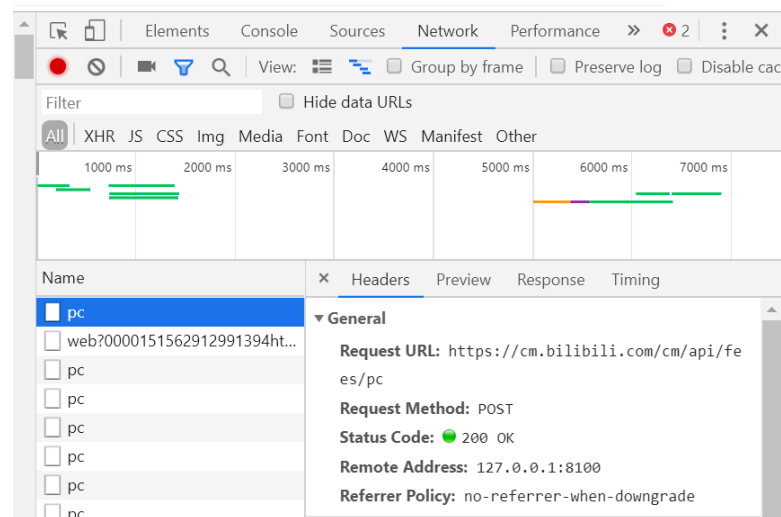 Elements Console Sources Network Performance » 2
View: Group by frame Preserve log Disable cac
Filter Hide data URLs
All XHR JS CSS Img Media Font Doc WS Manifest Other
1000 ms 2000 ms 3000 ms 4000 ms 5000 ms 6000 ms 7000 ms
Name × Headers Preview Response Timing
pc
General
web?0000151562912991394ht...
Request URL: https://cm.bilibili.com/cm/api/fe
pc
es/pc
pc
Request Method: POST
pc
Status Code: 200 OK
pc
Remote Address: 127.0.0.1:8100
pc
Referrer Policy: no-referrer-when-downgrade
pc